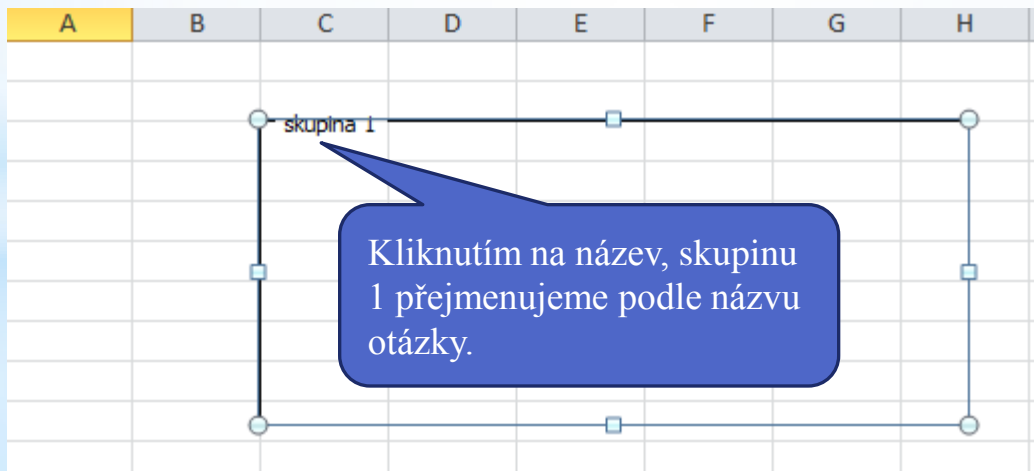 A B C D E F G H
skupina 1
Kliknutím na název, skupinu
1 přejmenujeme podle názvu
otázky.